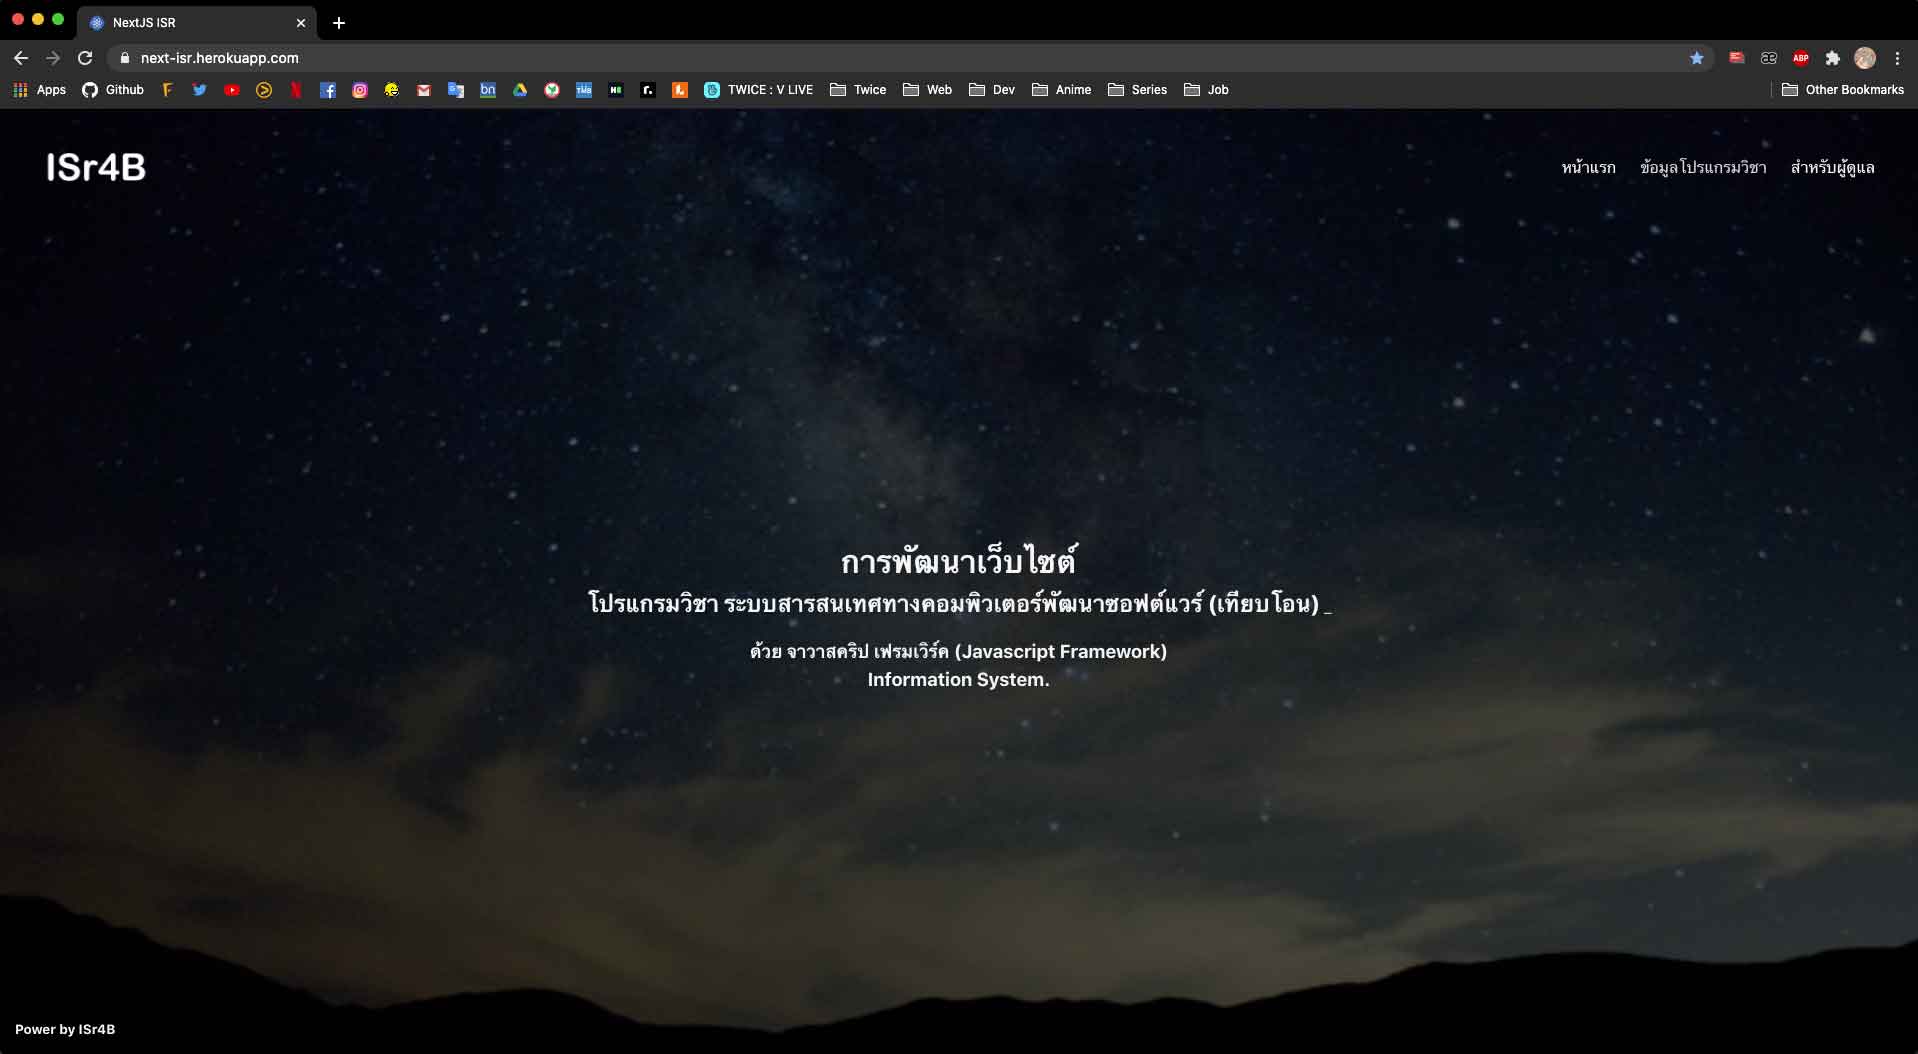 NextJS ISR
next-isr.herokuapp.com
ABP
Apps Github bn TMB TWICE : V LIVE Twice Web Dev Anime Series Job Other Bookmarks
ISr4B
หน้าแรก ข้อมูลโปรแกรมวิชา สำหรับผู้ดูแล
การพัฒนาเว็บไซต์
โปรแกรมวิชา ระบบสารสนเทศทางคอมพิวเตอร์พัฒนาซอฟต์แวร์ (เทียบโอน) _
ด้วย จาวาสคริป เฟรมเวิร์ค (Javascript Framework)
Information System.
Power by ISr4B